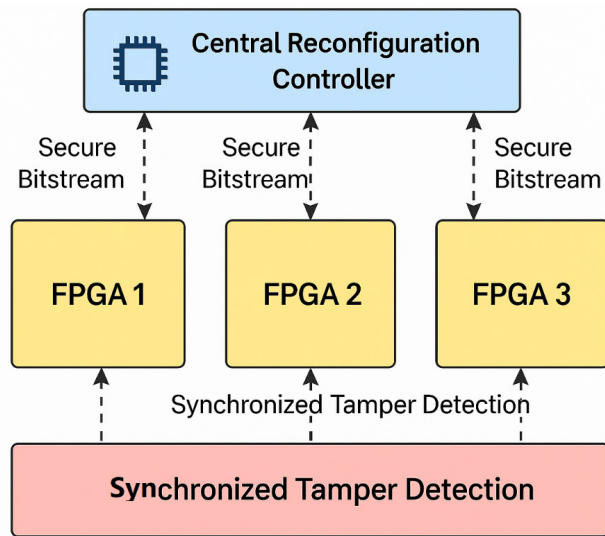 Central Reconfiguration
Controller
Secure
Bitstream
Secure
Bitstream
Secure
Bitstream
FPGA 1
FPGA 2
FPGA 3
Synchronized Tamper Detection
Synchronized Tamper Detection